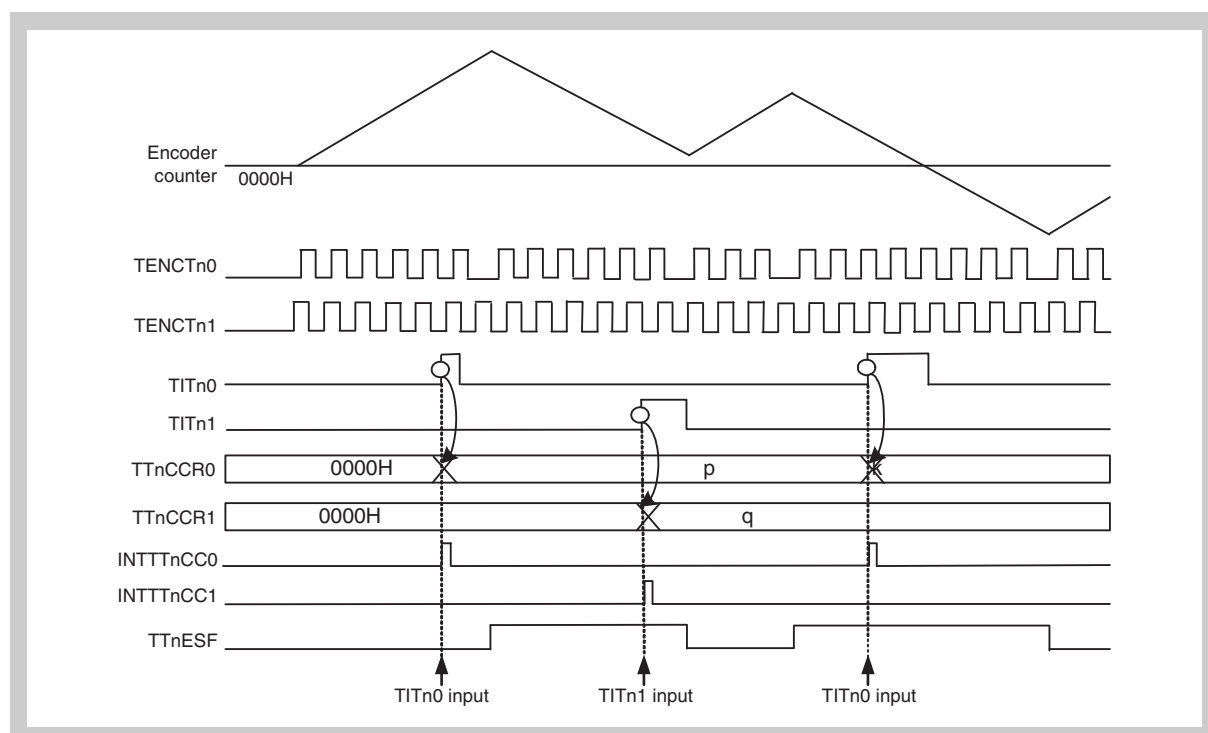 Encoder
counter
0000H
TENCTn0
TENCTn1
TITn0
TITn1
TTnCCR0 0000H p k
TTnCCR1 0000H q
INTTTnCC0
INTTTnCC1
TTnESF
TITn0 input TITn1 input TITn0 input